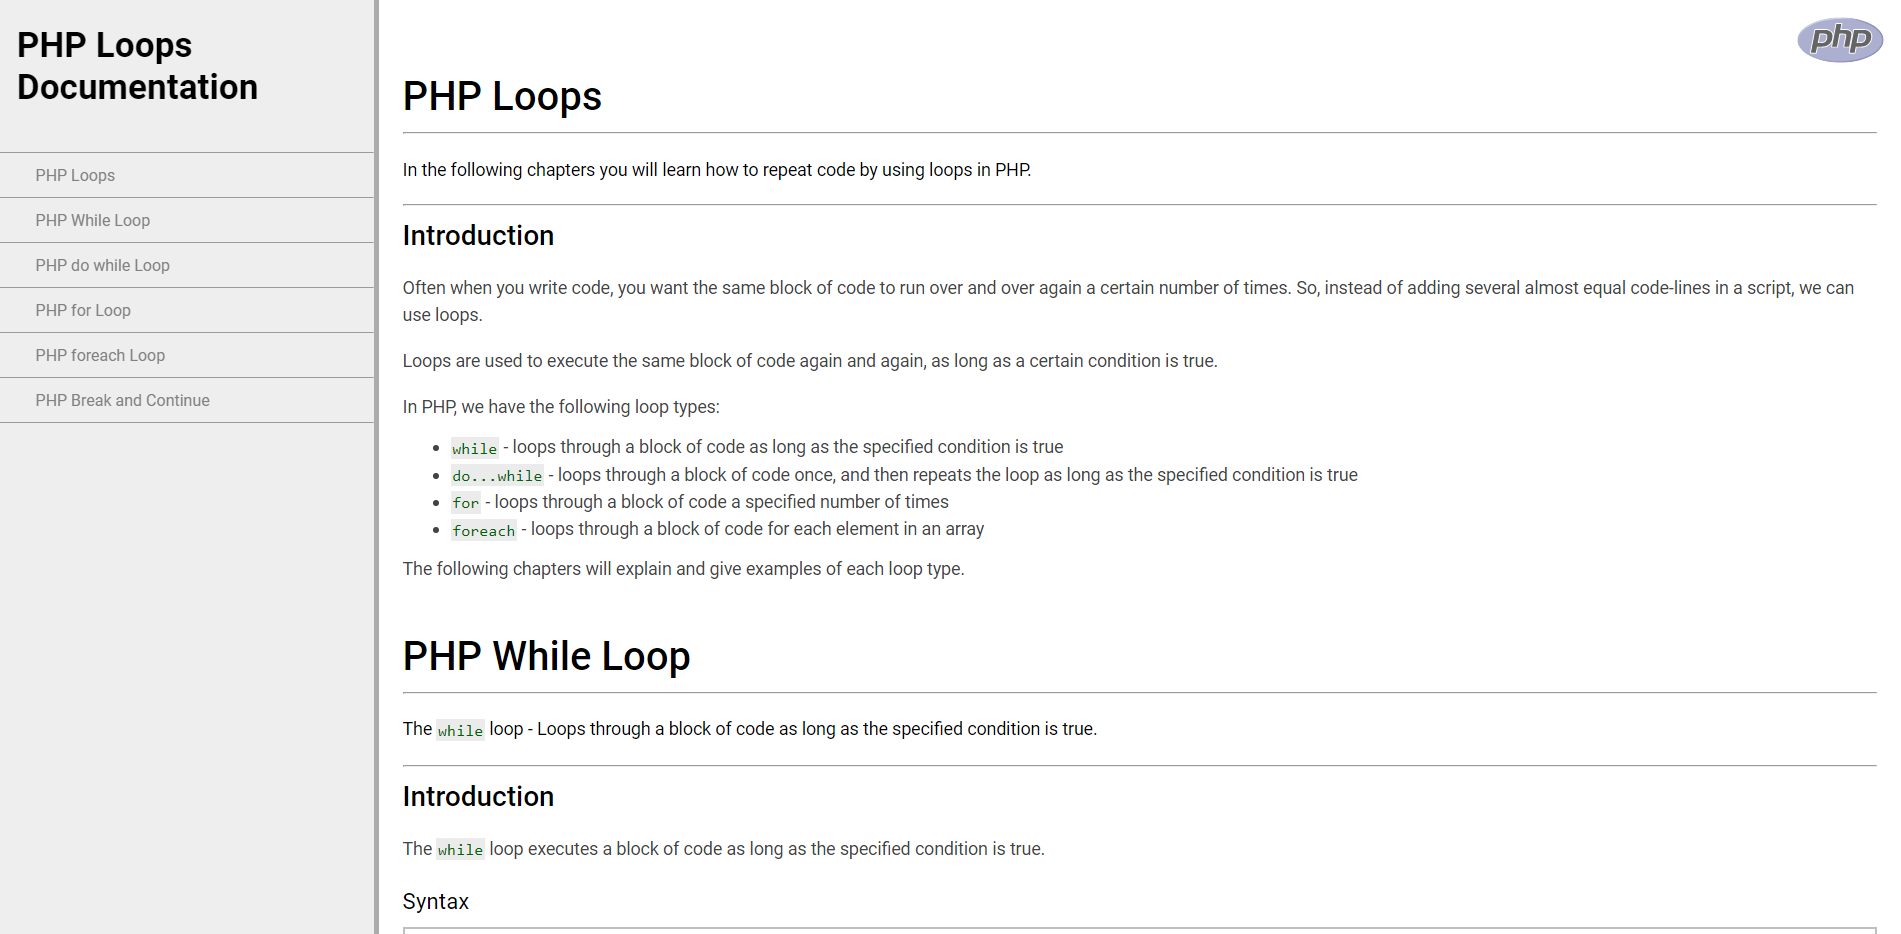 PHP Loops
Documentation
PHP Loops
PHP While Loop
PHP do while Loop
PHP for Loop
PHP foreach Loop
PHP Break and Continue
php
PHP Loops
In the following chapters you will learn how to repeat code by using loops in PHP.
Introduction
Often when you write code, you want the same block of code to run over and over again a certain number of times. So, instead of adding several almost equal code-lines in a script, we can
use loops.
Loops are used to execute the same block of code again and again, as long as a certain condition is true.
In PHP, we have the following loop types:
• while - loops through a block of code as long as the specified condition is true
• do...while - loops through a block of code once, and then repeats the loop as long as the specified condition is true
• for - loops through a block of code a specified number of times
• foreach - loops through a block of code for each element in an array
The following chapters will explain and give examples of each loop type.
PHP While Loop
The while loop - Loops through a block of code as long as the specified condition is true.
Introduction
The while loop executes a block of code as long as the specified condition is true.
Syntax